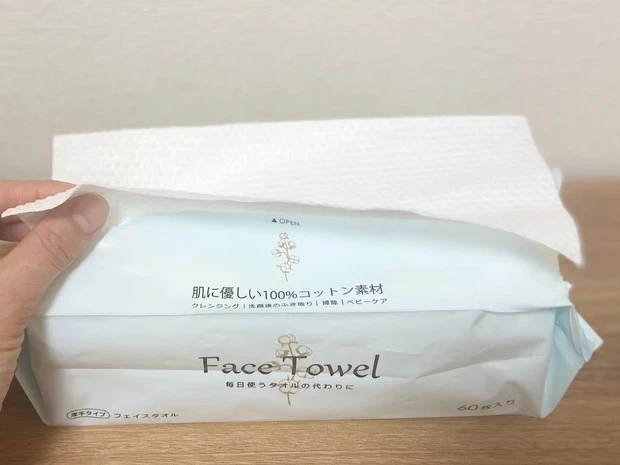 ▲ OPEN
肌に優しい100%コットン素材
クレンジング | 洗顔後のふき取り | 掃除 | ベビーケア
Face Towel
毎日使うタオルの代わりに
厚手タイプ フェイスタオル
60枚入り